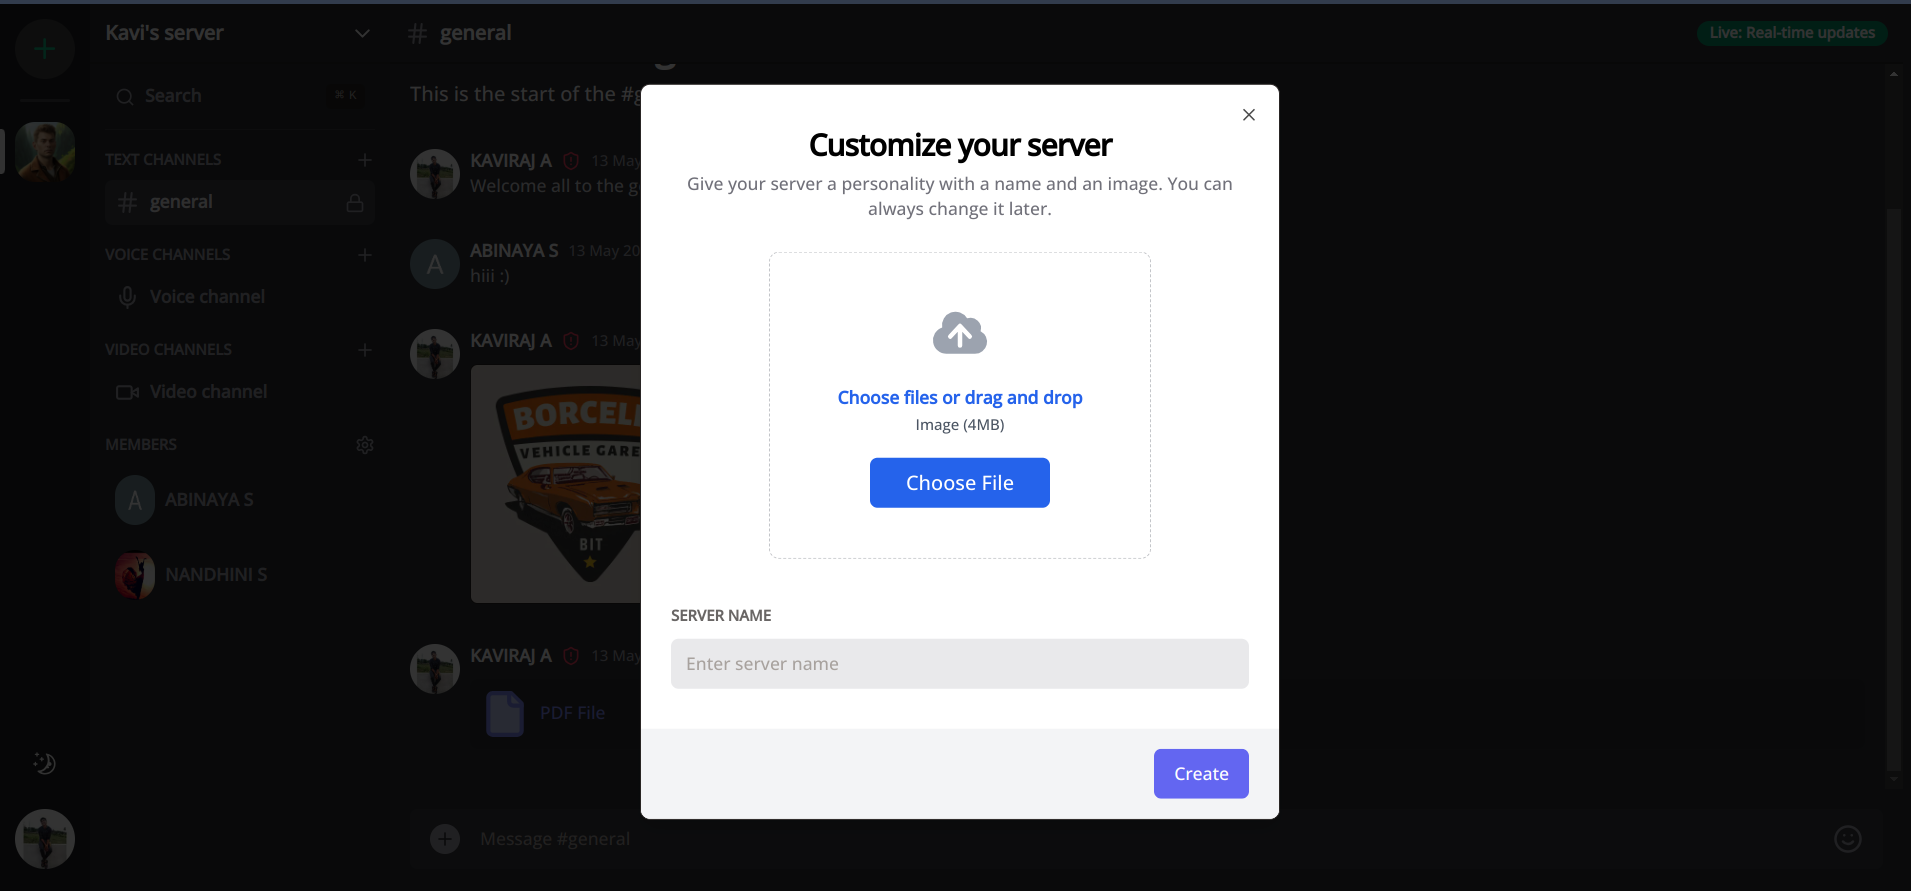 Kavi's server
Search
⌘ K
TEXT CHANNELS
general
VOICE CHANNELS
Voice channel
VIDEO CHANNELS
Video channel
MEMBERS
A
ABINAYA S
NANDHINI S
# general
Live: Real-time updates
This is the start of the #g
KAVIRAJ A 13 May
Welcome all to the g
A
ABINAYA S 13 May 20
hiii :)
KAVIRAJ A 13 May
BORCEL
VEHICLE GARE
BIT
KAVIRAJ A 13 May
PDF File
Message #general
Customize your server
Give your server a personality with a name and an image. You can
always change it later.
Choose files or drag and drop
Image (4MB)
Choose File
SERVER NAME
Enter server name
Create